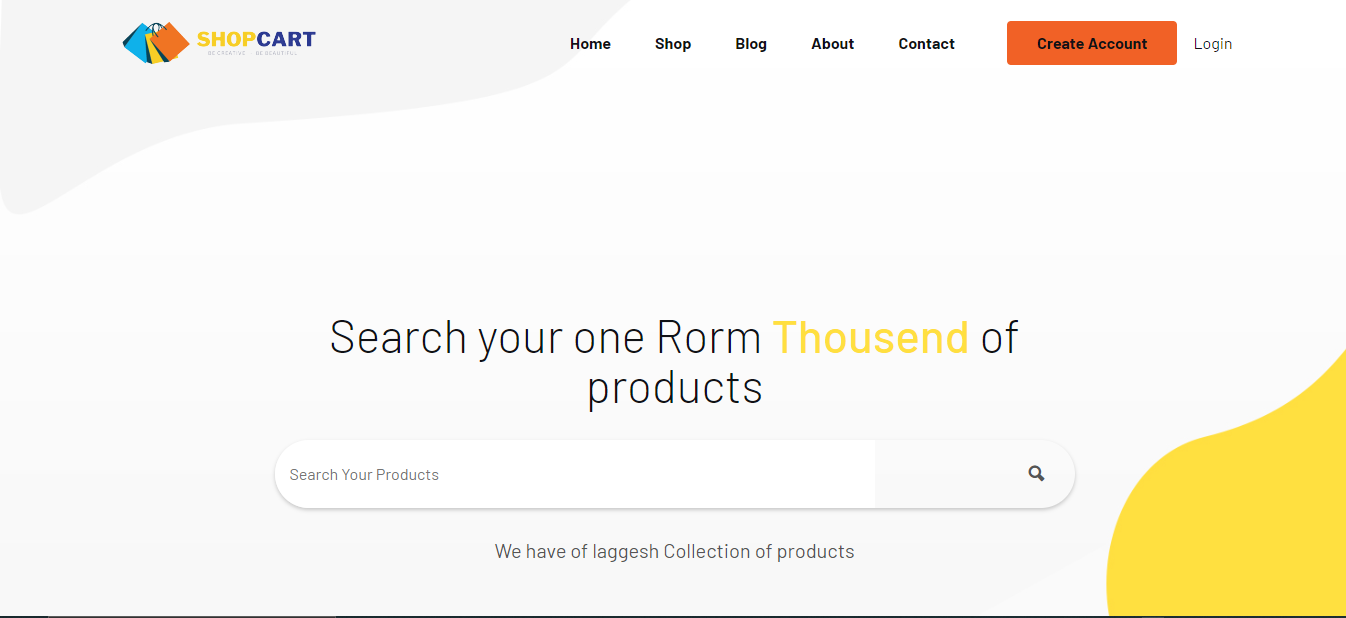 SHOPCART
BE CREATIVE BE BEAUTIFUL
Home Shop Blog About Contact Create Account Login
Search your one Rorm Thousend of
products
Search Your Products
We have of laggesh Collection of products